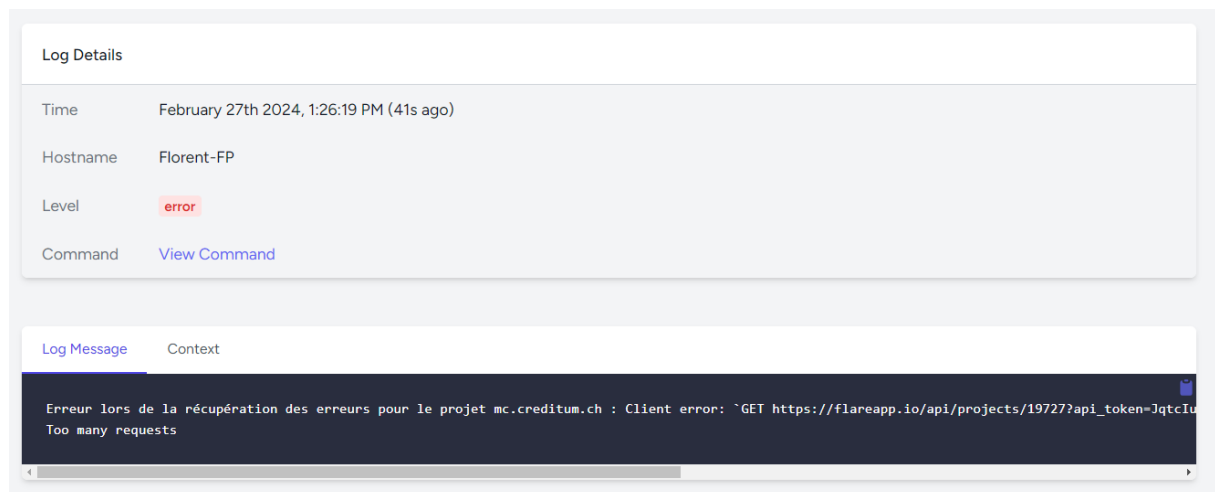 Log Details
Time February 27th 2024, 1:26:19 PM (41s ago)
Hostname Florent-FP
Level error
Command View Command
Log Message Context
Erreur lors de la récupération des erreurs pour le projet mc.creditum.ch : Client error: `GET https://flareapp.io/api/projects/19727?api_token=JqtcIu
Too many requests